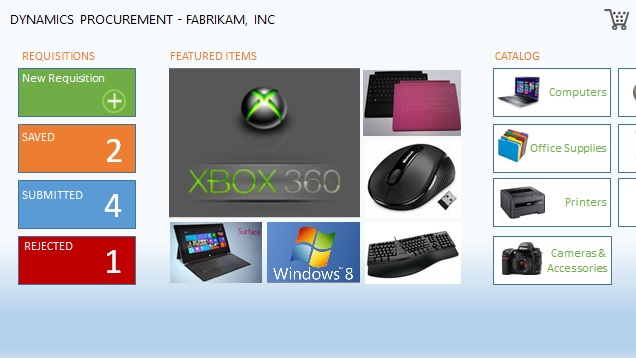 DYNAMICS PROCUREMENT - FABRIKAM, INC
REQUISITIONS
New Requisition
SAVED
2
SUBMITTED
4
REJECTED
1
FEATURED ITEMS
XBOX 360
Surface
Windows 8
CATALOG
Computers
Office Supplies
Printers
Cameras &
Accessories